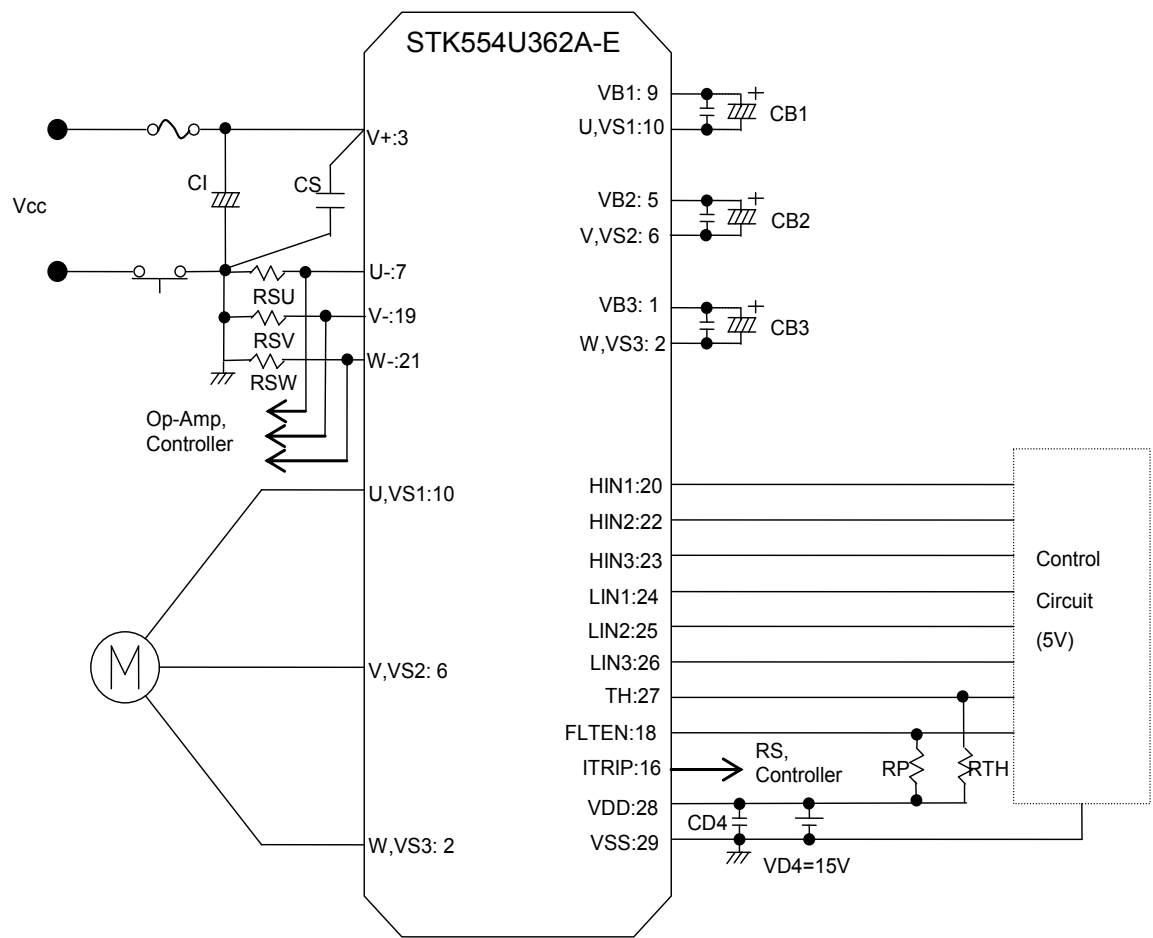 STK554U362A-E
VB1: 9
CB1
U,VS1:10
V+:3
CI
CS
Vcc
VB2: 5
CB2
V,VS2: 6
U-:7
RSU
V-:19
RSV
W-:21
RSW
VB3: 1
CB3
W,VS3: 2
Op-Amp,
Controller
U,VS1:10
HIN1:20
HIN2:22
HIN3:23
LIN1:24
LIN2:25
LIN3:26
TH:27
FLTEN:18
ITRIP:16
VDD:28
VSS:29
Control
Circuit
(5V)
M
V,VS2: 6
RS,
Controller
RP
RTH
CD4
VD4=15V
W,VS3: 2